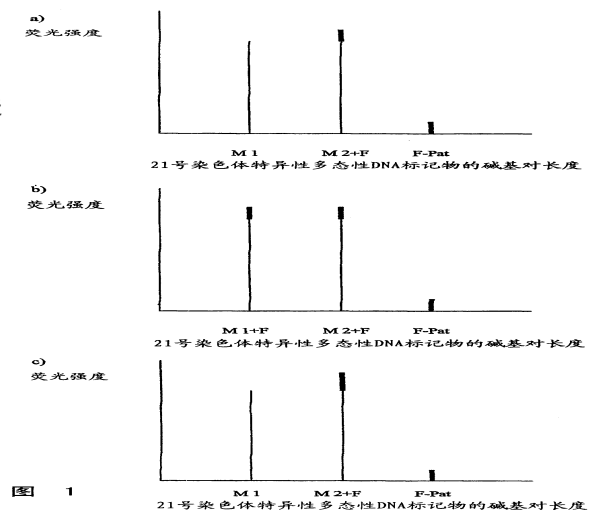 a)
荧光强度
M 1 M 2+F F-Pat
21号染色体特异性多态性DNA标记物的碱基对长度
b)
荧光强度
M 1+F M 2+F F-Pat
21号染色体特异性多态性DNA标记物的碱基对长度
c)
荧光强度
M 1 M 2+F F-Pat
21号染色体特异性多态性DNA标记物的碱基对长度
图 1